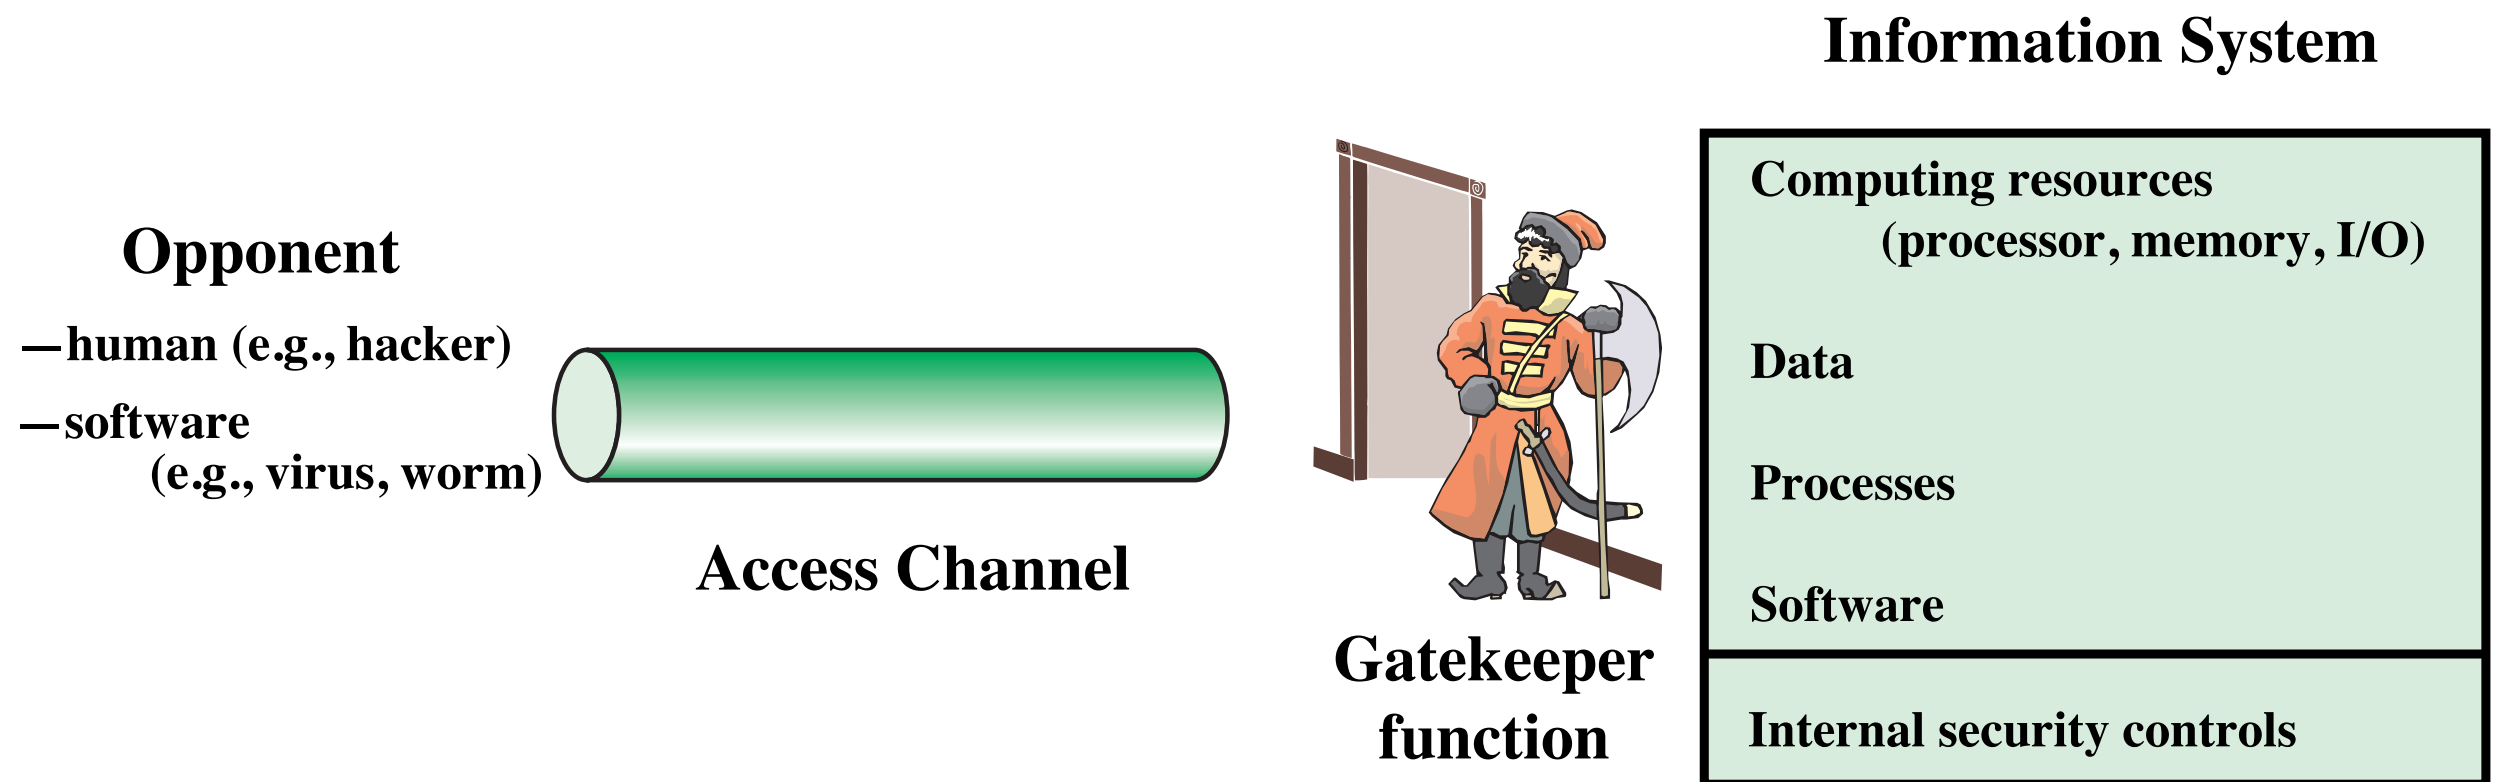 Opponent
—human (e.g., hacker)
—software
(e.g., virus, worm)
Access Channel
Gatekeeper
function
Information System
Computing resources
(processor, memory, I/O)
Data
Processes
Software
Internal security controls